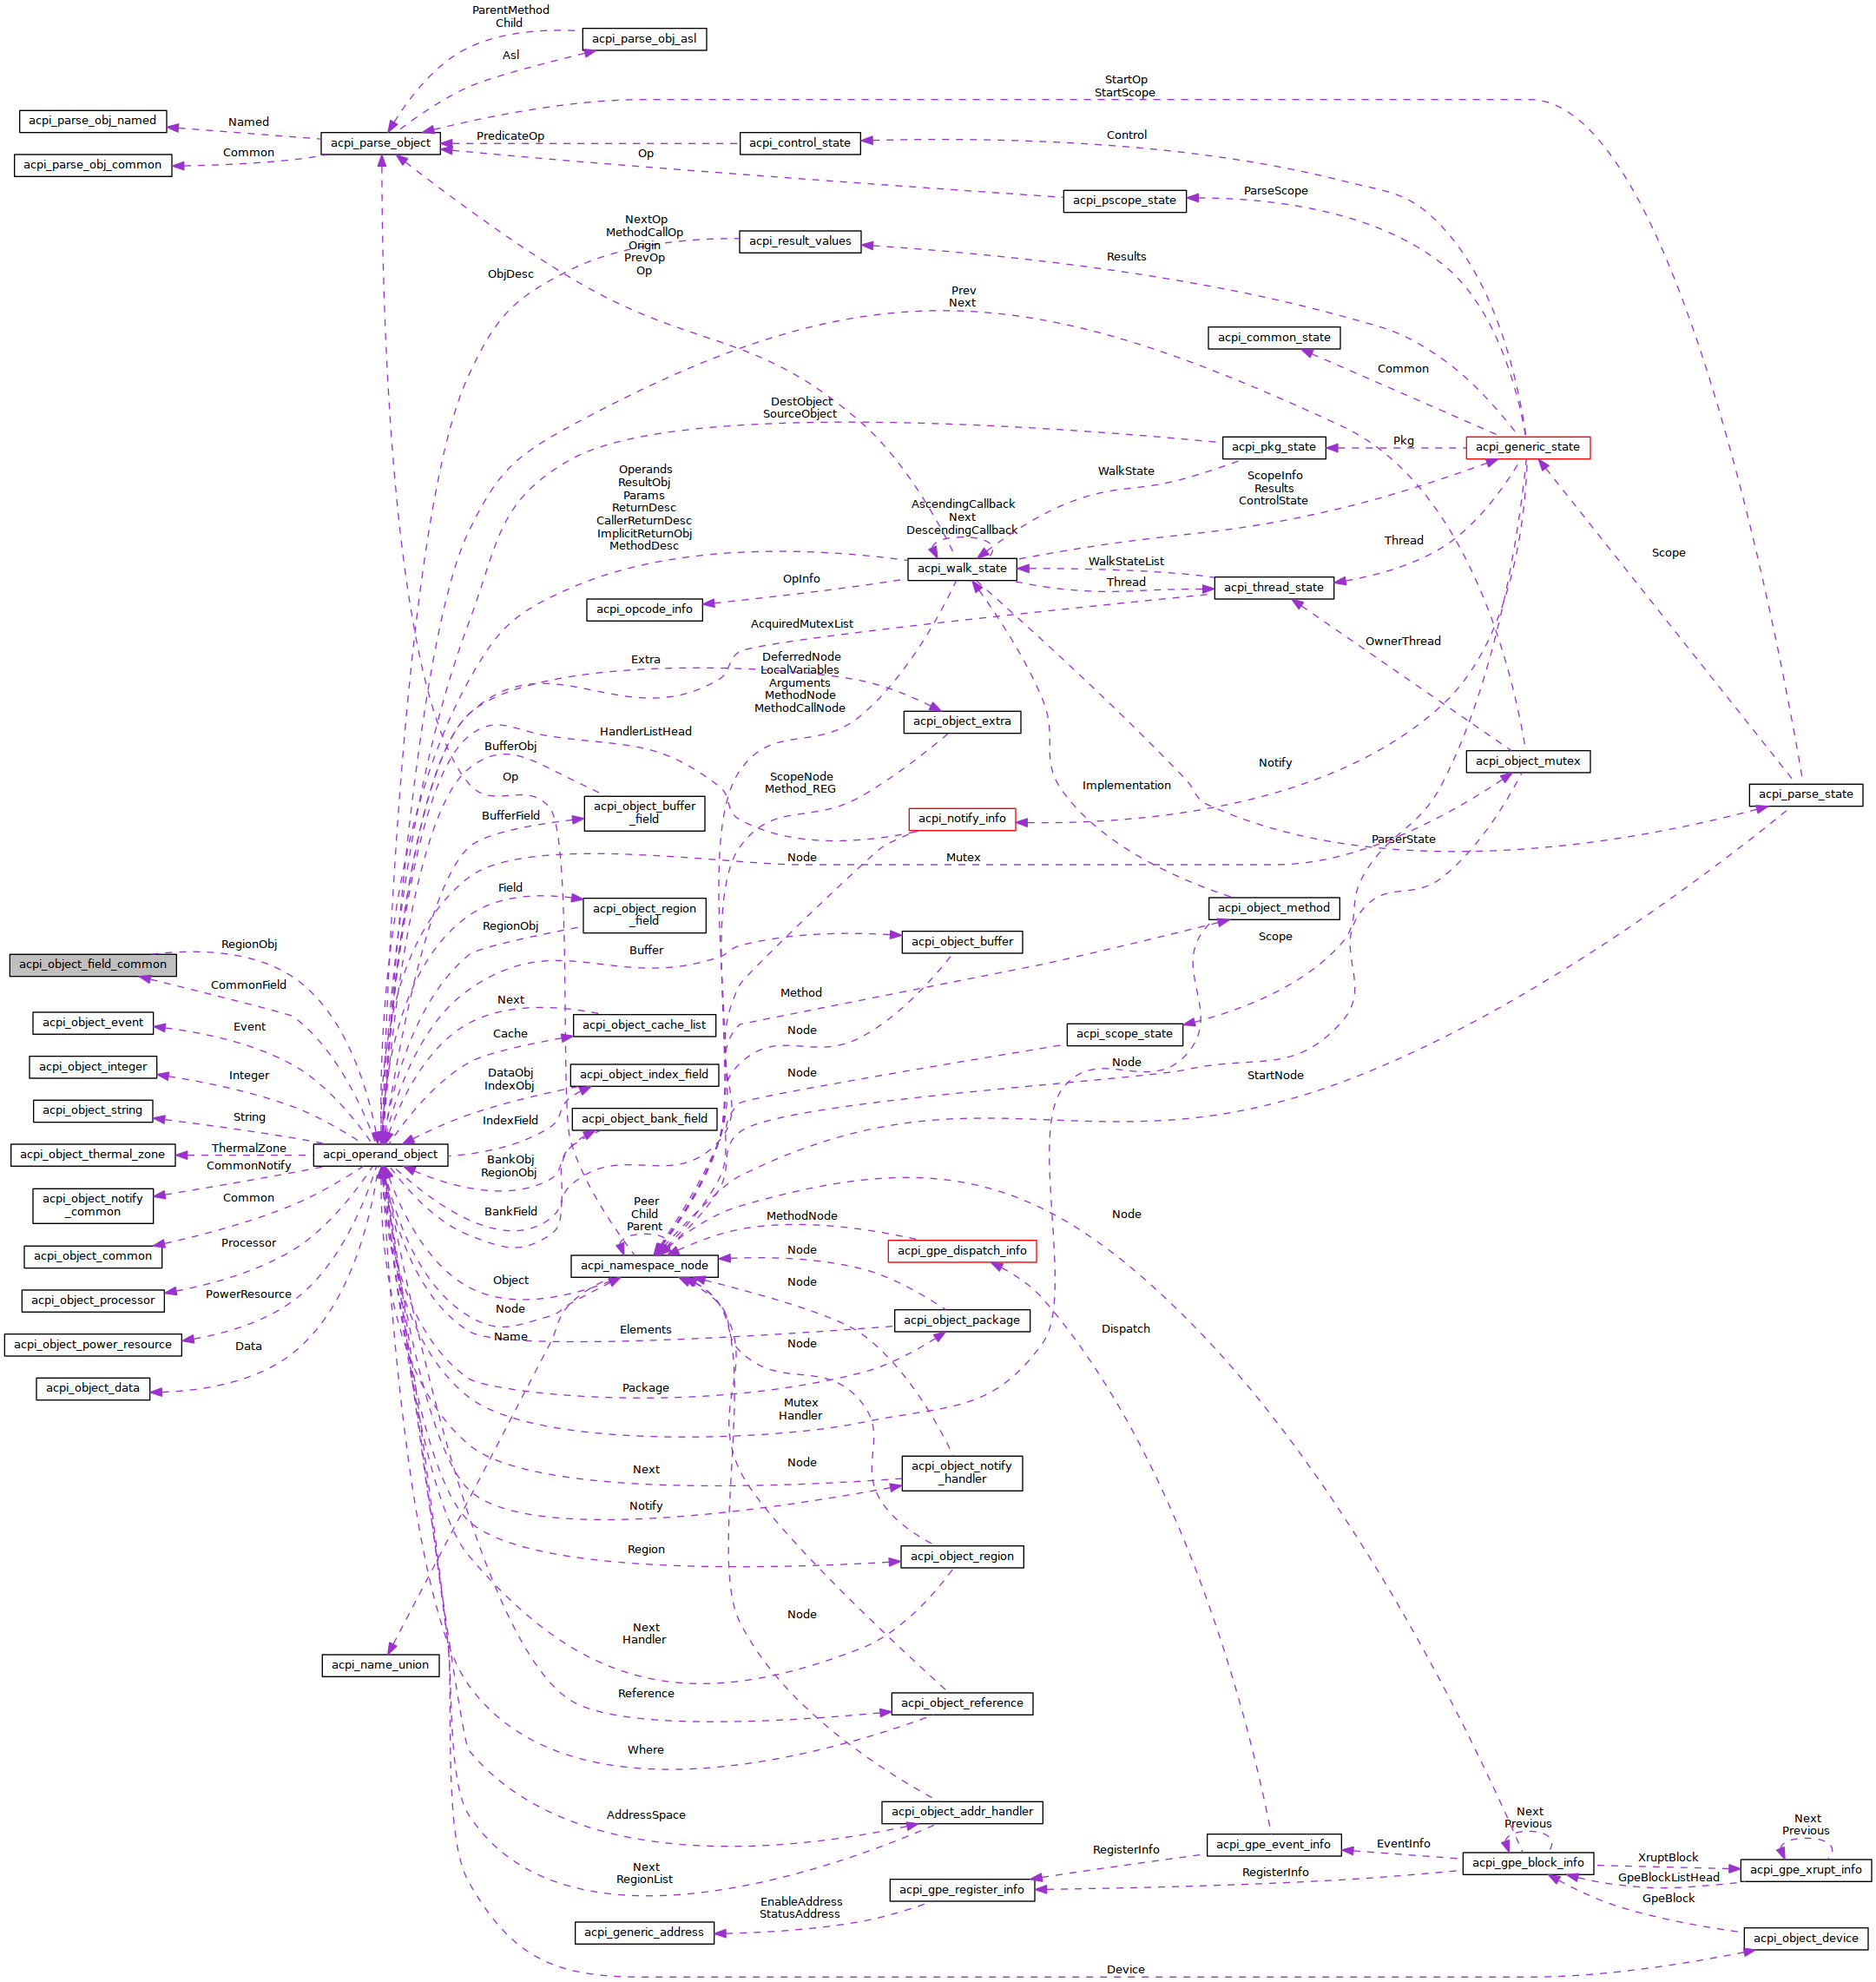 ParentMethod
Child
acpi_parse_obj_asl
Asl
StartOp
StartScope
acpi_parse_obj_named
Named
acpi_parse_object
PredicateOp
acpi_control_state
Control
Common
acpi_parse_obj_common
Op
ParseScope
acpi_pscope_state
NextOp
MethodCallOp
Origin
PrevOp
Op
acpi_result_values
Results
ObjDesc
Prev
Next
acpi_common_state
Common
DestObject
SourceObject
acpi_pkg_state
Pkg
acpi_generic_state
Operands
ResultObj
Params
ReturnDesc
CallerReturnDesc
ImplicitReturnObj
MethodDesc
WalkState
ScopeInfo
Results
ControlState
AscendingCallback
Next
DescendingCallback
Thread
Scope
acpi_walk_state
WalkStateList
Thread
acpi_thread_state
OpInfo
acpi_opcode_info
AcquiredMutexList
OwnerThread
Extra
DeferredNode
LocalVariables
Arguments
MethodNode
MethodCallNode
acpi_object_extra
HandlerListHead
BufferObj
Notify
acpi_object_mutex
Op
ScopeNode
Method_REG
Implementation
acpi_parse_state
acpi_object_buffer
_field
BufferField
acpi_notify_info
ParserState
Node
Mutex
Field
acpi_object_region
_field
acpi_object_method
RegionObj
Scope
RegionObj
Buffer
acpi_object_buffer
acpi_object_field_common
CommonField
Method
Next
acpi_object_event
Event
acpi_object_cache_list
Cache
Node
acpi_scope_state
acpi_object_integer
Integer
DataObj
IndexObj
acpi_object_index_field
Node
Node
StartNode
acpi_object_string
String
IndexField
acpi_object_bank_field
acpi_object_thermal_zone
ThermalZone
acpi_operand_object
CommonNotify
BankObj
RegionObj
acpi_object_notify
_common
Common
BankField
Peer
Child
Parent
MethodNode
Node
acpi_object_common
Processor
acpi_namespace_node
Node
acpi_gpe_dispatch_info
Object
Node
acpi_object_processor
PowerResource
Node
Name
Elements
acpi_object_package
Dispatch
acpi_object_power_resource
Data
Node
acpi_object_data
Package
Mutex
Handler
Next
Node
acpi_object_notify
_handler
Notify
Region
acpi_object_region
Next
Handler
Node
acpi_name_union
Reference
acpi_object_reference
Where
AddressSpace
acpi_object_addr_handler
Next
Previous
Next
Previous
RegisterInfo
acpi_gpe_event_info
EventInfo
acpi_gpe_block_info
XruptBlock
acpi_gpe_xrupt_info
Next
RegionList
RegisterInfo
GpeBlockListHead
acpi_gpe_register_info
GpeBlock
EnableAddress
StatusAddress
acpi_generic_address
acpi_object_device
Device